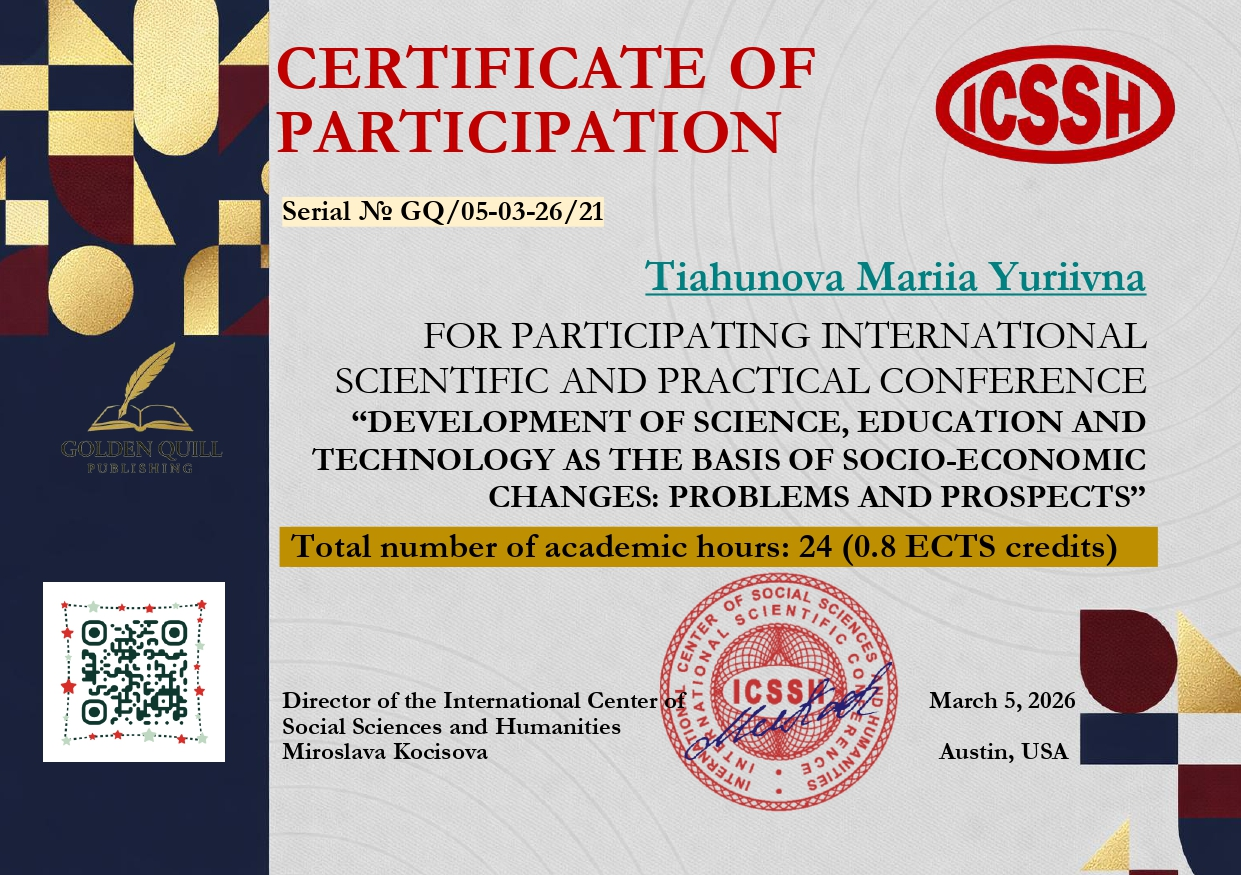 CERTIFICATE OF
PARTICIPATION
ICSSH
Serial № GQ/05-03-26/21
Tiahunova Mariia Yuriivna
FOR PARTICIPATING INTERNATIONAL
SCIENTIFIC AND PRACTICAL CONFERENCE
“DEVELOPMENT OF SCIENCE, EDUCATION AND
TECHNOLOGY AS THE BASIS OF SOCIO-ECONOMIC
CHANGES: PROBLEMS AND PROSPECTS”
Total number of academic hours: 24 (0.8 ECTS credits)
GOLDEN QUILL
PUBLISHING
Director of the International Center of
Social Sciences and Humanities
Miroslava Kocisova
INTERNATIONAL CENTER OF SOCIAL SCIENCES AND HUMANITIES
INTERNATIONAL SCIENTIFIC CONFERENCE
ICSSH
March 5, 2026
Austin, USA